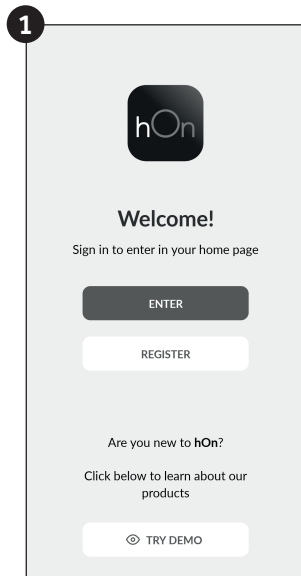 1
hOn
Welcome!
Sign in to enter in your home page
ENTER
REGISTER
Are you new to hOn?
Click below to learn about our
products
TRY DEMO